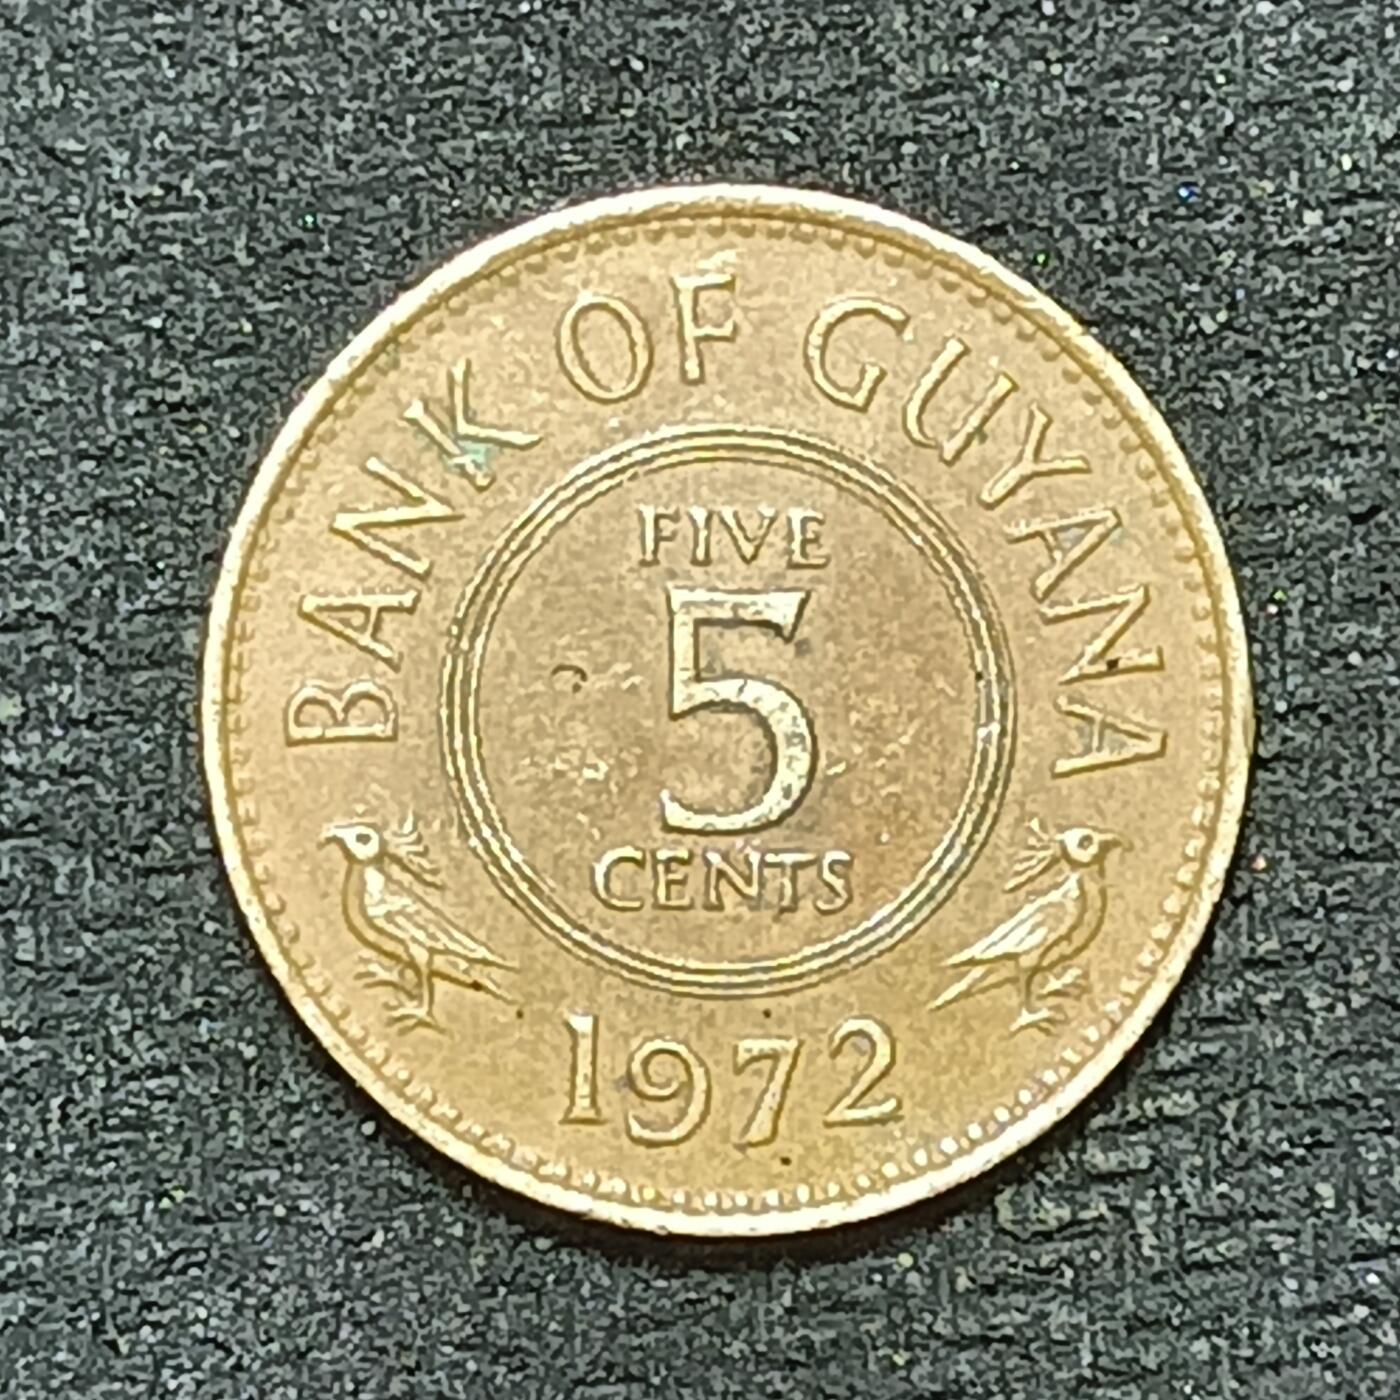 BANK OF GUYANA
FIVE
5
CENTS
1972